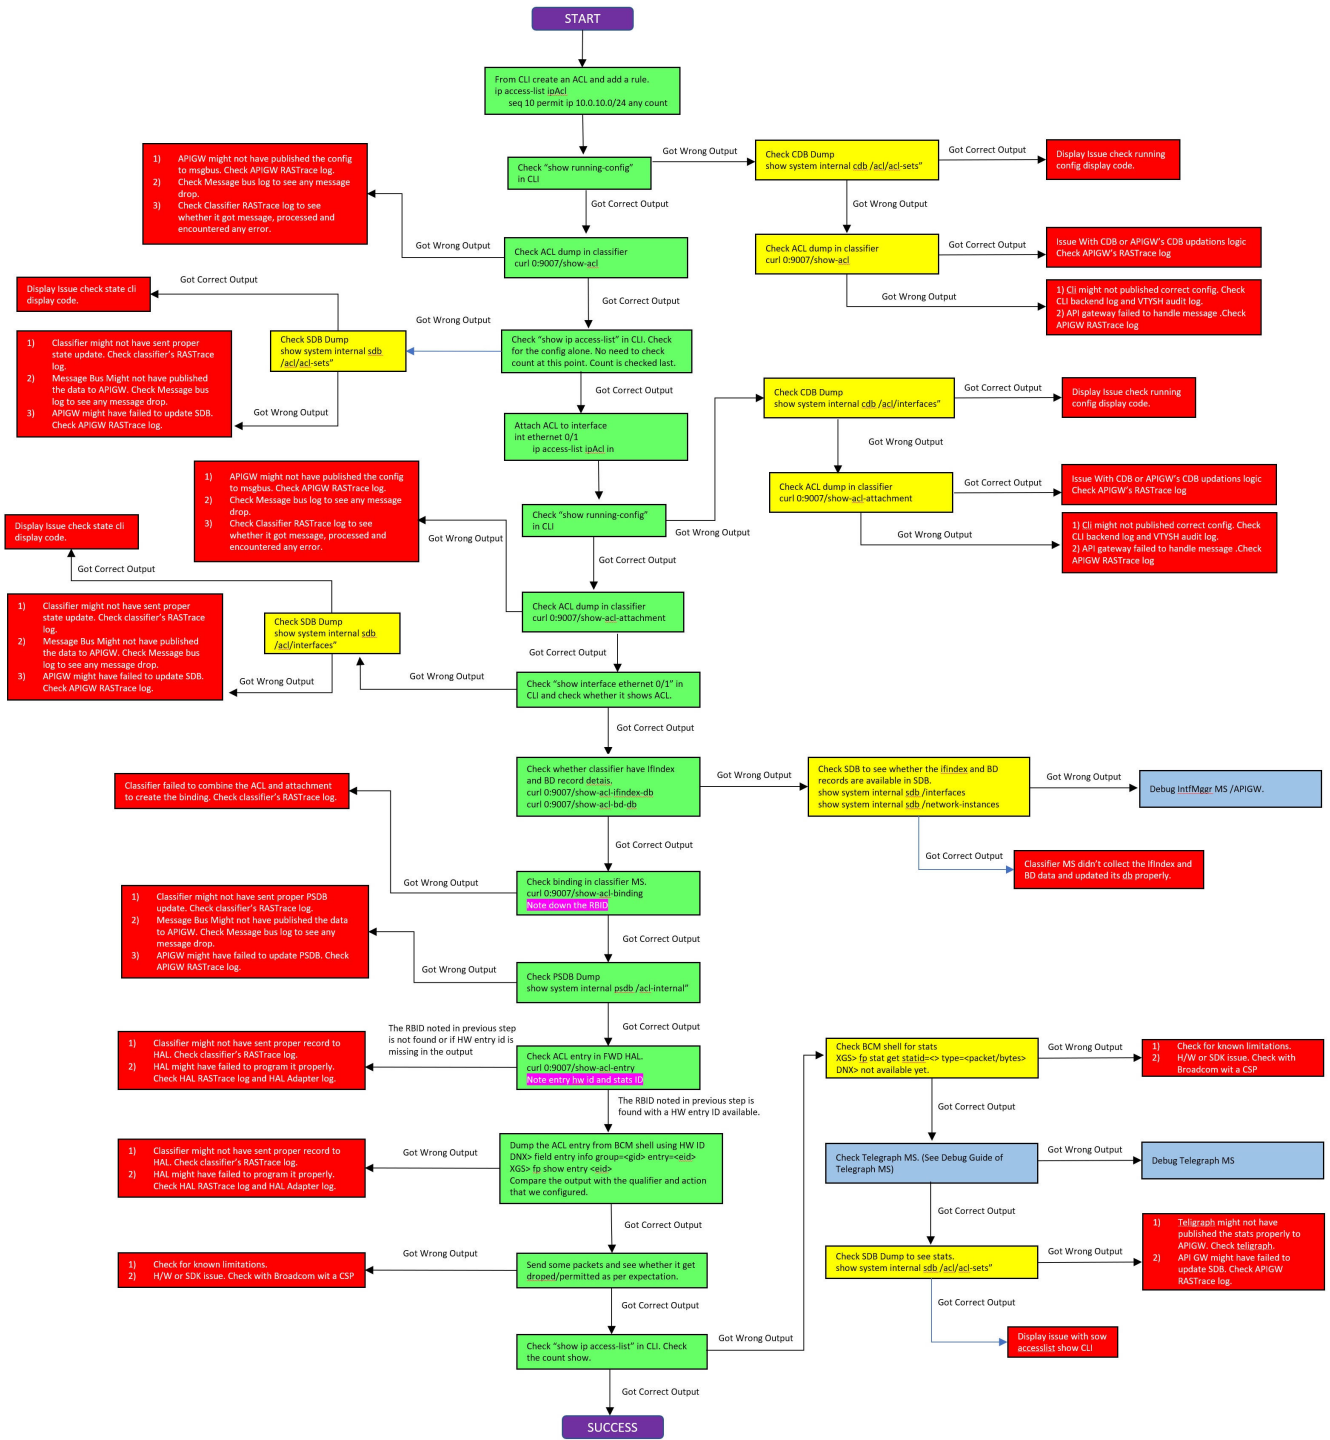 START
From CLI create an ACL and add a rule.
ip access-list ipAcl
seq 10 permit ip 10.0.10.0/24 any count
Check "show running-config"
in CLI
Got Wrong Output
Check CDB Dump
show system internal cdb /acl/acl-sets"
Got Correct Output
Display Issue check running
config display code.
Got Wrong Output
Check ACL dump in classifier
curl 0:9007/show-acl
Got Correct Output
Issue With CDB or APIGW's CDB updations logic
Check APIGW's RASTrace log
Got Wrong Output
1) Cli might not published correct config. Check
CLI backend log and VTYSH audit log.
2) API gateway failed to handle message .Check
APIGW RASTrace log
Got Correct Output
1) APIGW might not have published the config
to msgbus. Check APIGW RASTrace log.
2) Check Message bus log to see any message
drop.
3) Check Classifier RASTrace log to see
whether it got message, processed and
encountered any error.
Got Wrong Output
Check ACL dump in classifier
curl 0:9007/show-acl
Got Correct Output
Display Issue check state cli
display code.
Got Correct Output
Check SDB Dump
show system internal sdb
/acl/acl-sets"
Got Wrong Output
Check "show ip access-list" in CLI. Check
for the config alone. No need to check
count at this point. Count is checked last.
1) Classifier might not have sent proper
state update. Check classifier's RASTrace
log.
2) Message Bus Might not have published
the data to APIGW. Check Message bus
log to see any message drop.
3) APIGW might have failed to update SDB.
Check APIGW RASTrace log.
Got Wrong Output
Got Correct Output
Attach ACL to interface
int ethernet 0/1
ip access-list ipAcl in
Check CDB Dump
show system internal cdb /acl/interfaces"
Got Correct Output
Display Issue check running
config display code.
Got Wrong Output
Check ACL dump in classifier
curl 0:9007/show-acl-attachment
Got Correct Output
Issue With CDB or APIGW's CDB updations logic
Check APIGW's RASTrace log
Got Wrong Output
1) Cli might not published correct config. Check
CLI backend log and VTYSH audit log.
2) API gateway failed to handle message .Check
APIGW RASTrace log
Check "show running-config"
in CLI
Got Wrong Output
Got Correct Output
1) APIGW might not have published the config
to msgbus. Check APIGW RASTrace log.
2) Check Message bus log to see any message
drop.
3) Check Classifier RASTrace log to see
whether it got message, processed and
encountered any error.
Got Wrong Output
Display Issue check state cli
display code.
Got Correct Output
Check ACL dump in classifier
curl 0:9007/show-acl-attachment
Got Correct Output
1) Classifier might not have sent proper
state update. Check classifier's RASTrace
log.
2) Message Bus Might not have published
the data to APIGW. Check Message bus
log to see any message drop.
3) APIGW might have failed to update SDB.
Check APIGW RASTrace log.
Check SDB Dump
show system internal sdb
/acl/interfaces"
Got Wrong Output
Got Wrong Output
Check "show interface ethernet 0/1" in
CLI and check whether it shows ACL.
Got Correct Output
Check whether classifier have IfIndex
and BD record detais.
curl 0:9007/show-acl-ifindex-db
curl 0:9007/show-acl-bd-db
Got Wrong Output
Check SDB to see whether the ifindex and BD
records are available in SDB.
show system internal sdb /interfaces
show system internal sdb /network-instances
Got Wrong Output
Debug IntfMggr MS /APIGW.
Got Correct Output
Classifier MS didn't collect the IfIndex and
BD data and updated its db properly.
Got Correct Output
Classifier failed to combine the ACL and attachment
to create the binding. Check classifier's RASTrace log.
Got Wrong Output
Check binding in classifier MS.
curl 0:9007/show-acl-binding
Note down the RBID
Got Correct Output
1) Classifier might not have sent proper PSDB
update. Check classifier's RASTrace log.
2) Message Bus Might not have published the data
to APIGW. Check Message bus log to see any
message drop.
3) APIGW might have failed to update PSDB. Check
APIGW RASTrace log.
Got Wrong Output
Check PSDB Dump
show system internal psdb /acl-internal"
Got Correct Output
The RBID noted in previous step
is not found or if HW entry id is
missing in the output
1) Classifier might not have sent proper record to
HAL. Check classifier's RASTrace log.
2) HAL might have failed to program it properly.
Check HAL RASTrace log and HAL Adapter log.
Check ACL entry in FWD HAL.
curl 0:9007/show-acl-entry
Note entry hw id and stats ID
The RBID noted in previous step is
found with a HW entry ID available.
1) Classifier might not have sent proper record to
HAL. Check classifier's RASTrace log.
2) HAL might have failed to program it properly.
Check HAL RASTrace log and HAL Adapter log.
Got Wrong Output
Dump the ACL entry from BCM shell using HW ID
DNX> field entry info group=<gid> entry=<eid>
XGS> fp show entry <eid>
Compare the output with the qualifier and action
that we configured.
Got Correct Output
1) Check for known limitations.
2) H/W or SDK issue. Check with Broadcom wit a CSP
Got Wrong Output
Send some packets and see whether it get
droped/permitted as per expectation.
Got Correct Output
Check "show ip access-list" in CLI. Check
the count show.
Got Wrong Output
Got Correct Output
SUCCESS
Check BCM shell for stats
XGS> fp stat get statid=<> type=<packet/bytes>
DNX> not available yet.
Got Wrong Output
1) Check for known limitations.
2) H/W or SDK issue. Check with
Broadcom wit a CSP
Got Correct Output
Check Telegraph MS. (See Debug Guide of
Telegraph MS)
Got Wrong Output
Debug Telegraph MS
Got Correct Output
Check SDB Dump to see stats.
show system internal sdb /acl/acl-sets"
Got Wrong Output
1) Teligraph might not have
published the stats properly to
APIGW. Check teligraph.
2) API GW might have failed to
update SDB. Check APIGW
RASTrace log.
Got Correct Output
Display issue with sow
accesslist show CLI